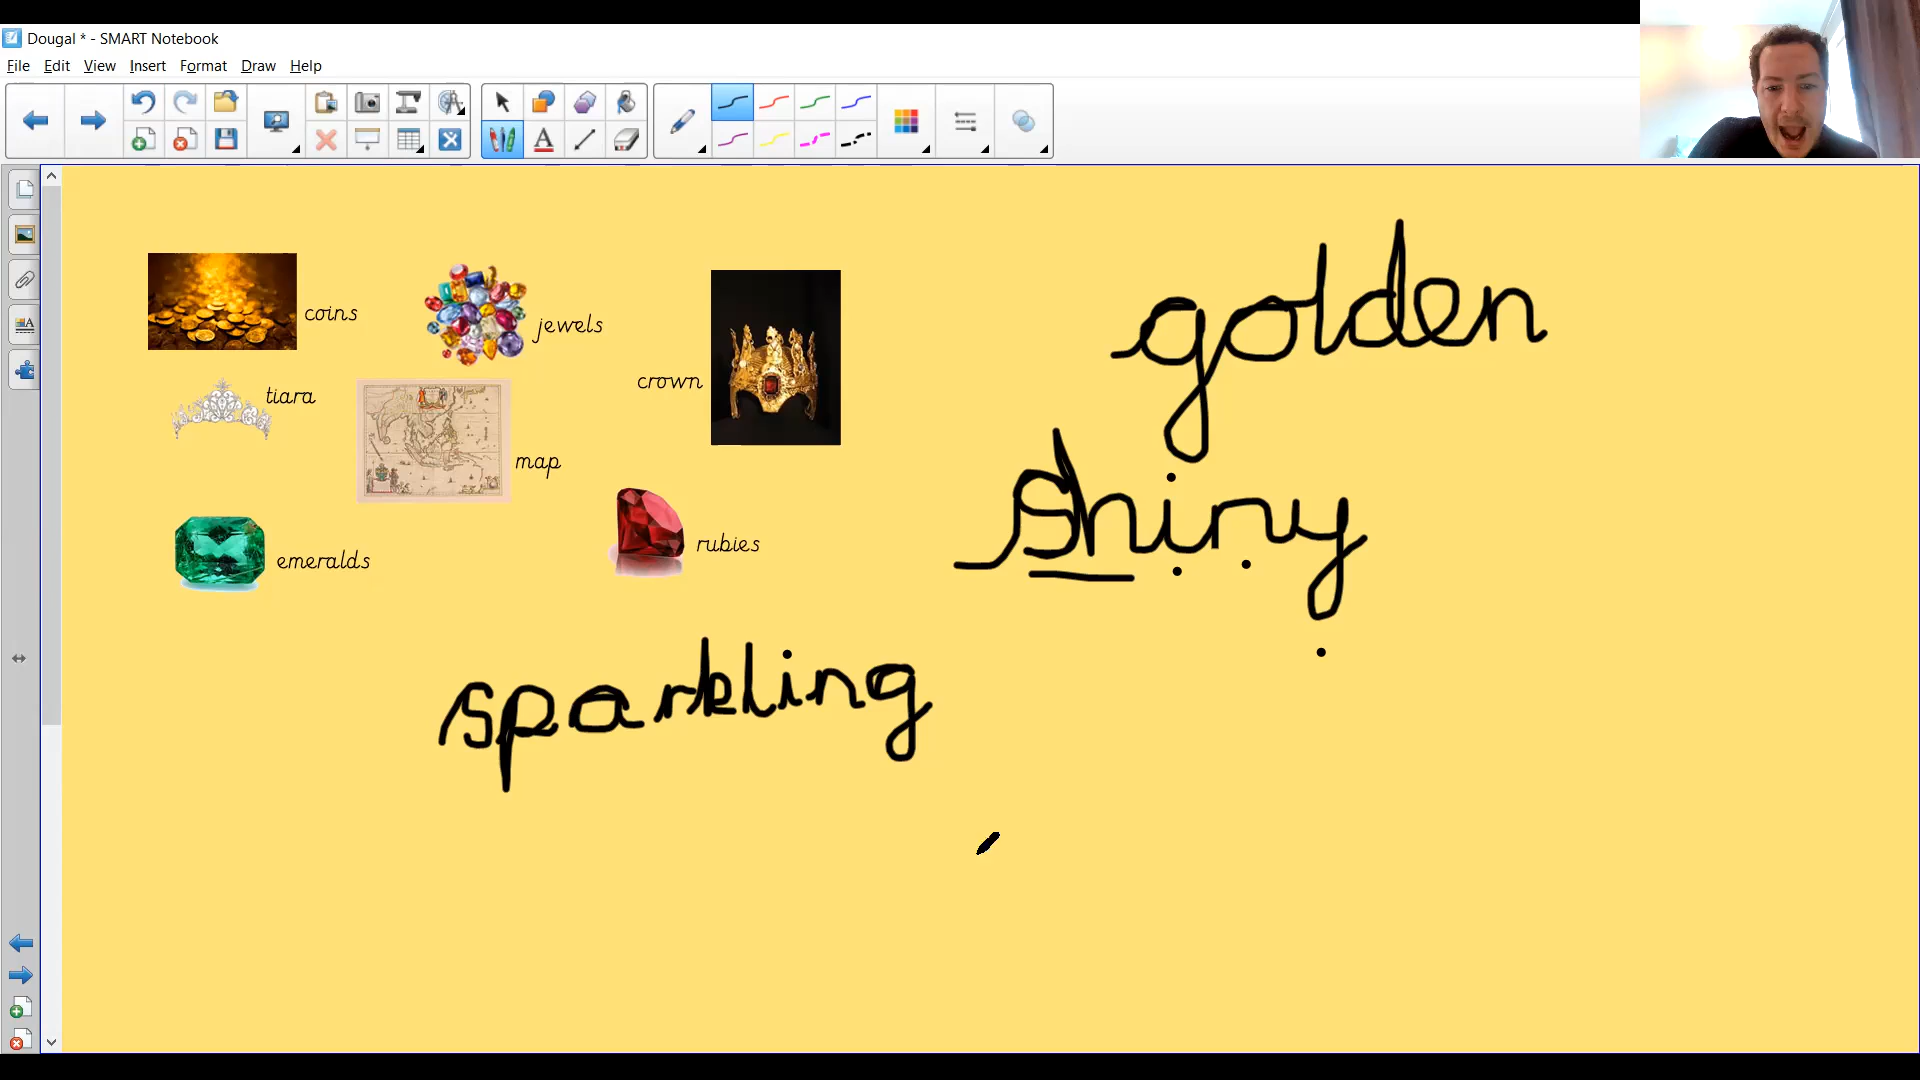 Dougal * - SMART Notebook
File Edit View Insert Format Draw Help
coins
jewels
crown
tiara
map
emeralds
rubies
golden
shiny
sparkling